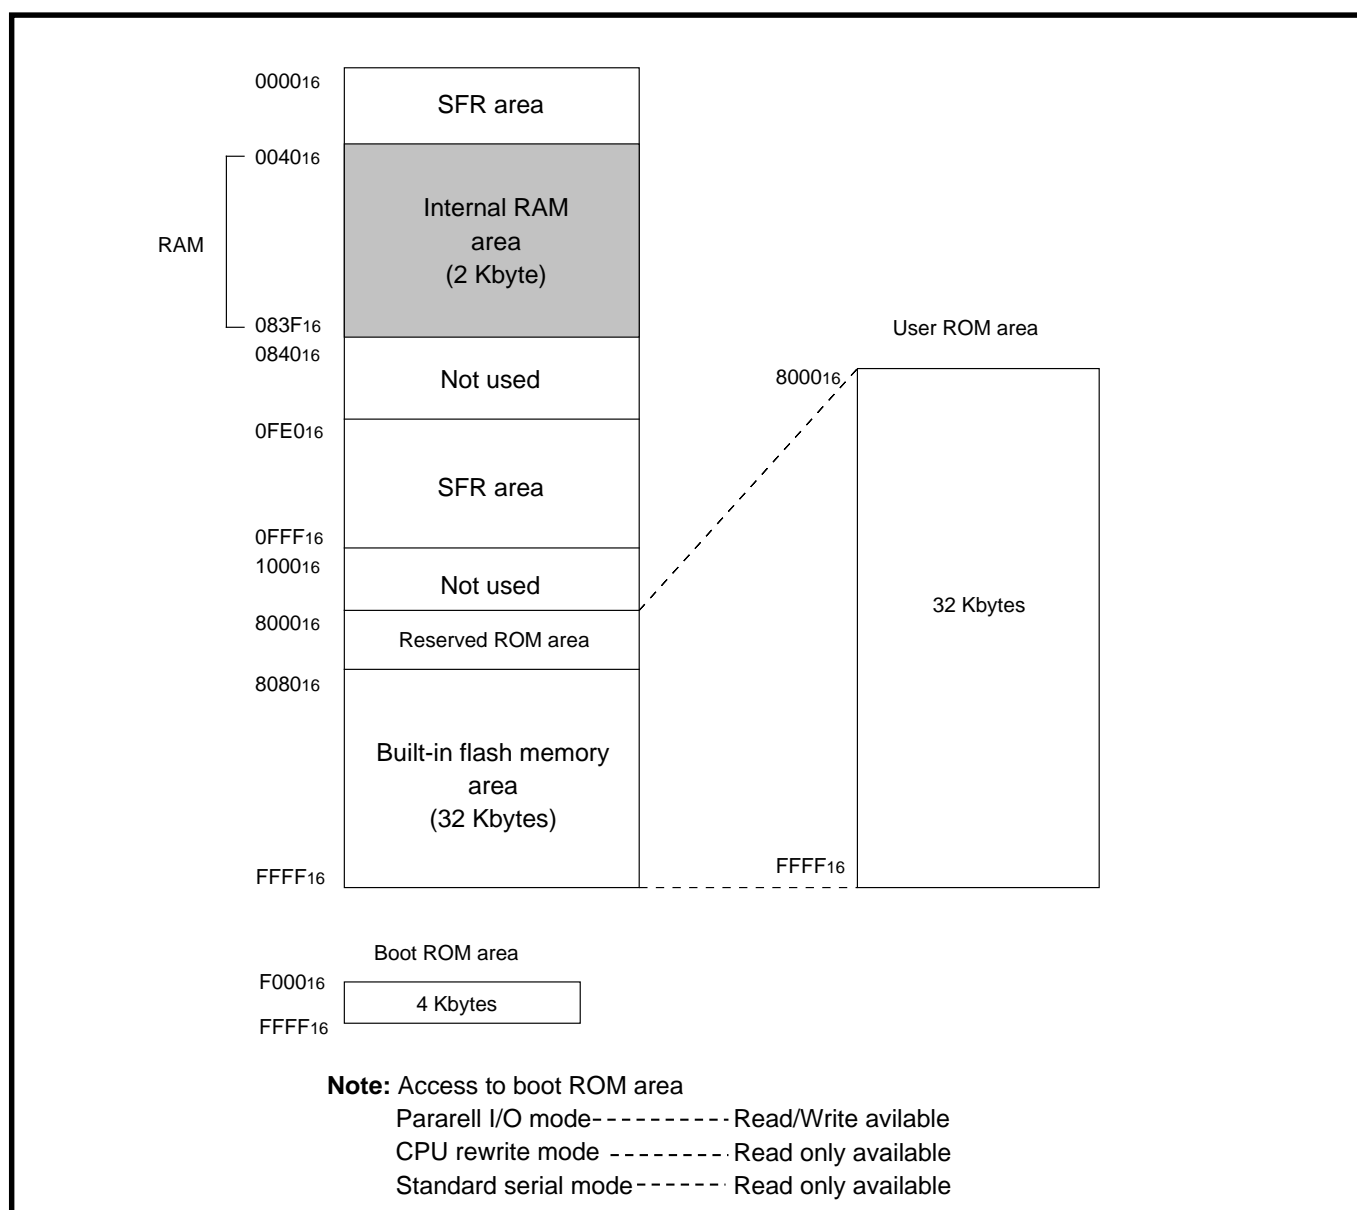 000016
SFR area
004016
RAM
Internal RAM
area
(2 Kbyte)
083F16
084016
Not used
0FE016
SFR area
0FFF16
100016
Not used
800016
Reserved ROM area
808016
Built-in flash memory
area
(32 Kbytes)
FFFF16
User ROM area
800016
32 Kbytes
FFFF16
Boot ROM area
F00016
4 Kbytes
FFFF16
Note: Access to boot ROM area
Pararell I/O mode - - - - - - - - - - Read/Write avilable
CPU rewrite mode - - - - - - - - Read only available
Standard serial mode - - - - - - Read only available